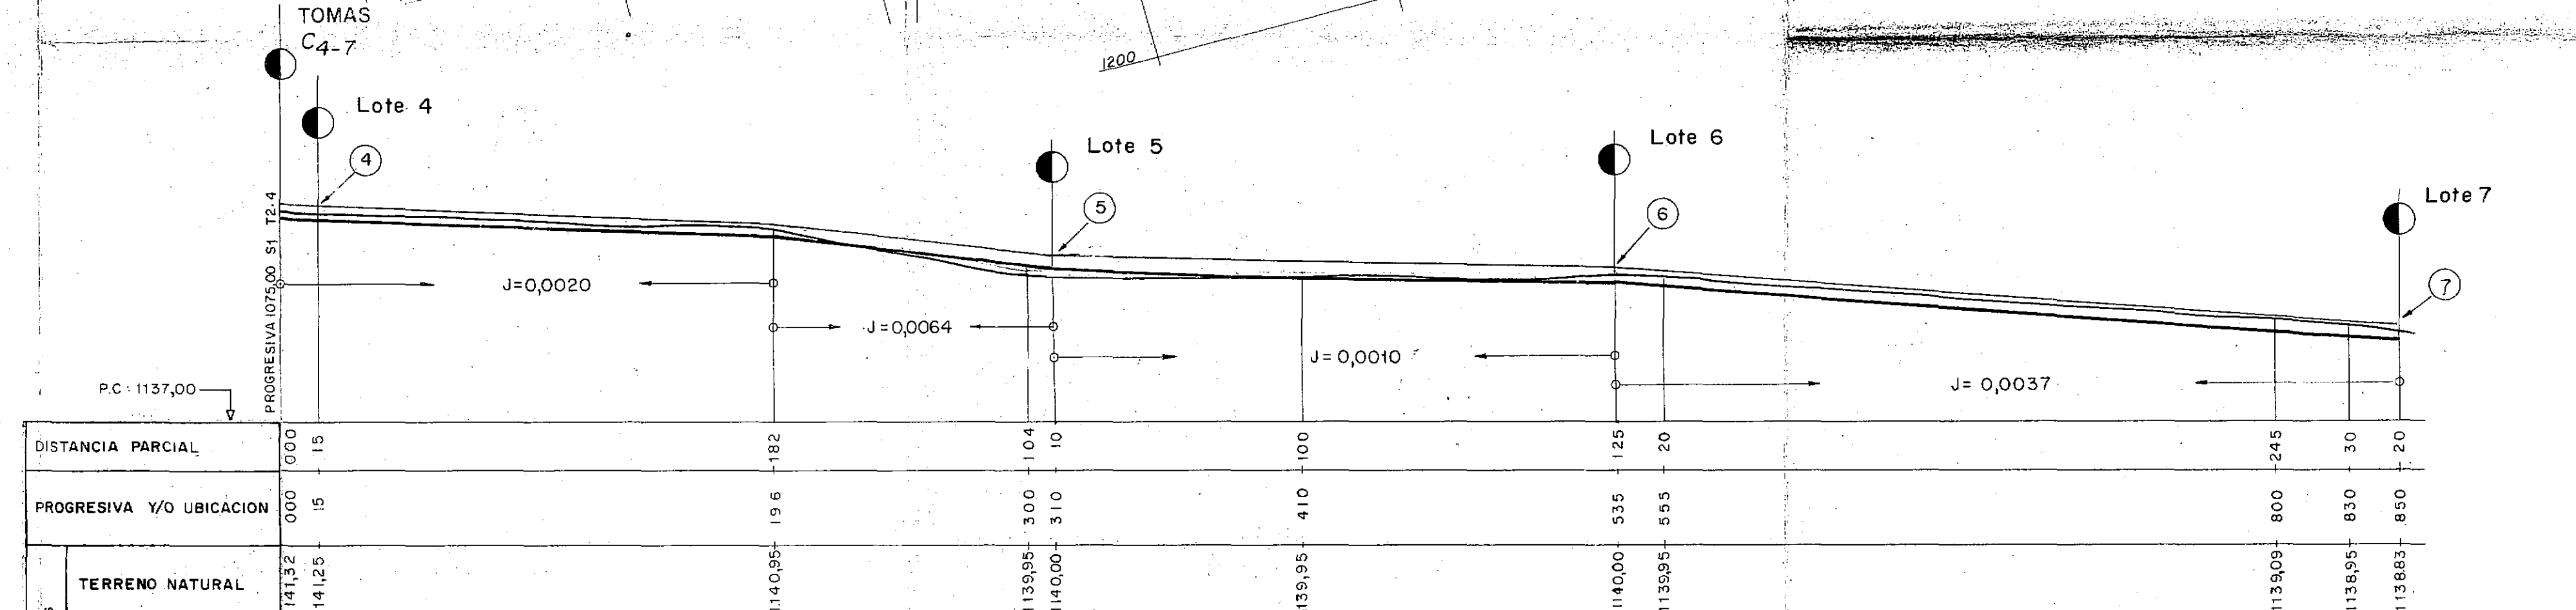 TOMAS
C4-7
1200
Lote 4
4
Lote 5
5
Lote 6
6
Lote 7
7
PROGRESIVA 1075,00 S1 T2.4
J=0,0020
J=0,0064
J=0,0010
J=0,0037
P.C: 1137,00
DISTANCIA PARCIAL 000 15 182 104 10 100 125 20 245 30 20
PROGRESIVA Y/O UBICACION 000 15 196 300 310 410 535 555 800 830 850
TERRENO NATURAL 141,32 141,25 1140,95 1139,95 1140,00 139,95 1140,00 1139,95 1139,09 1138,95 1138.83